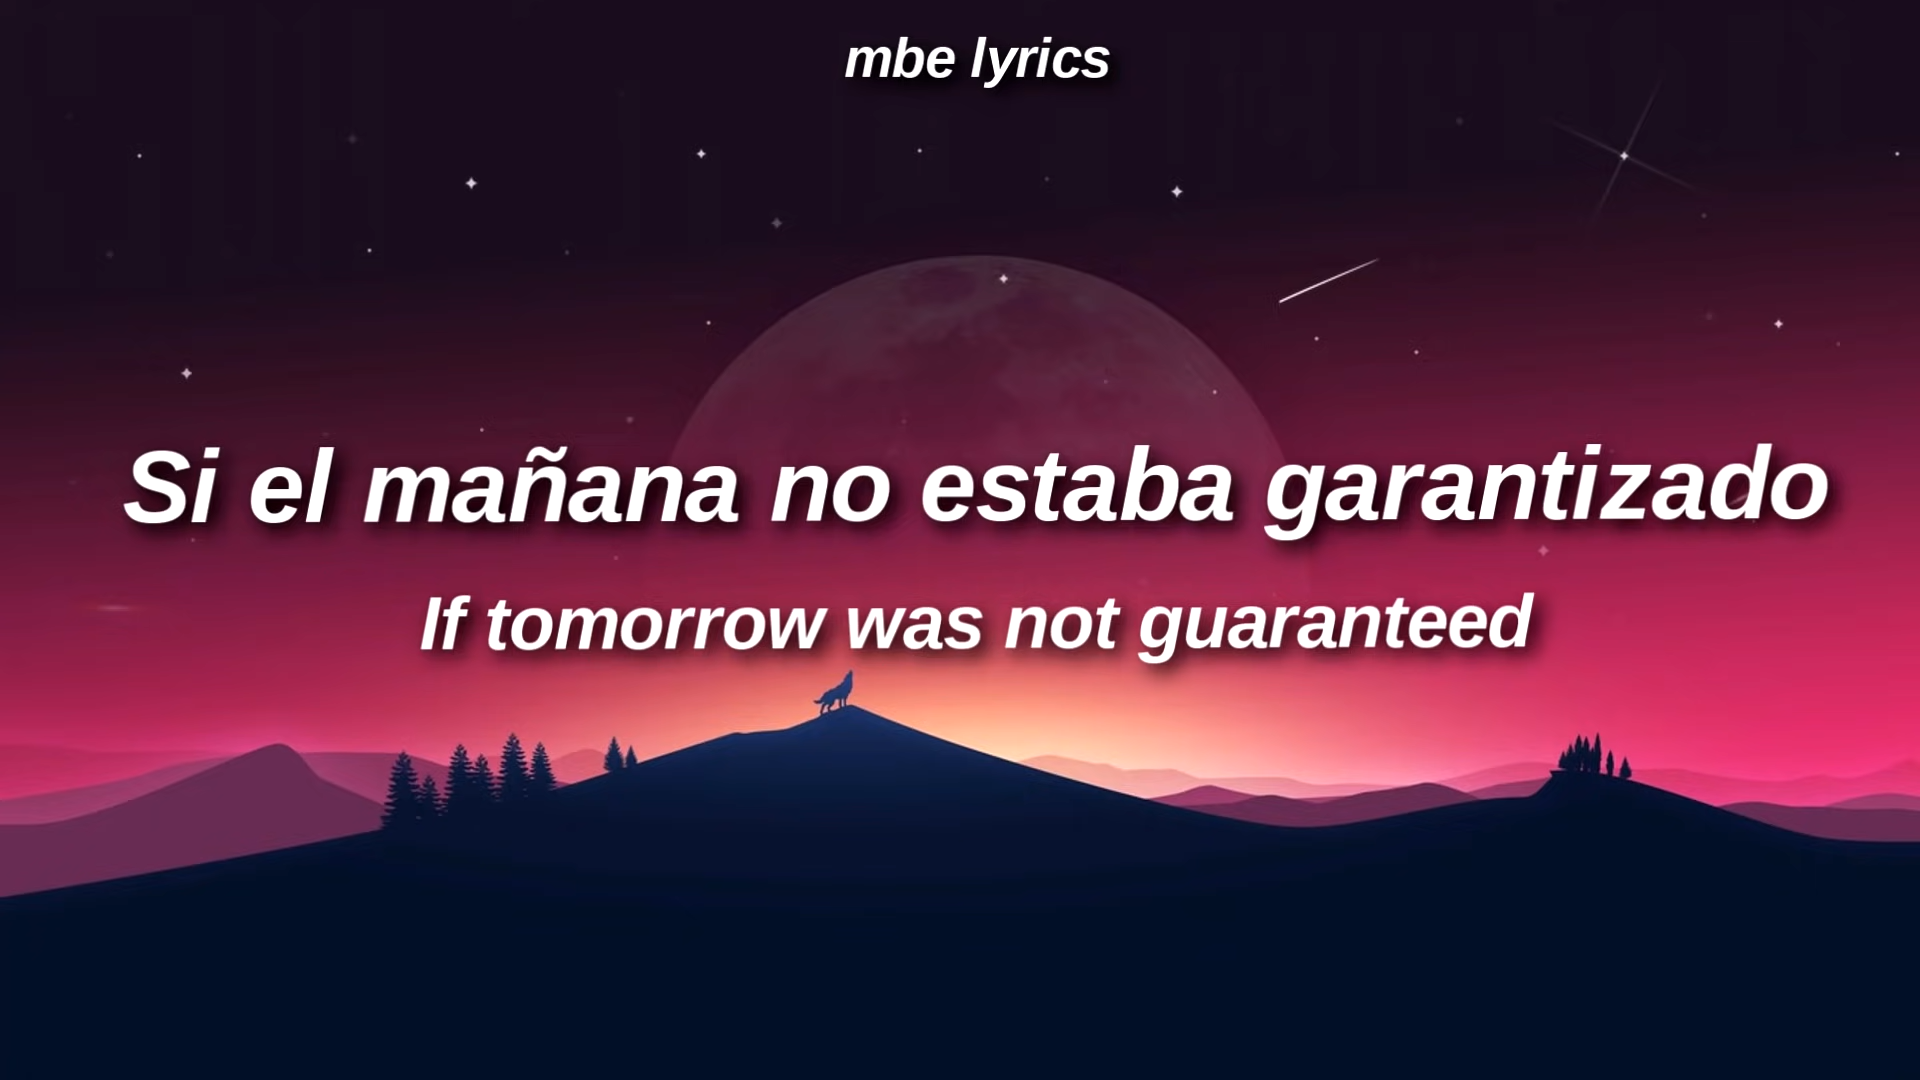 mbe lyrics
Si el mañana no estaba garantizado
If tomorrow was not guaranteed